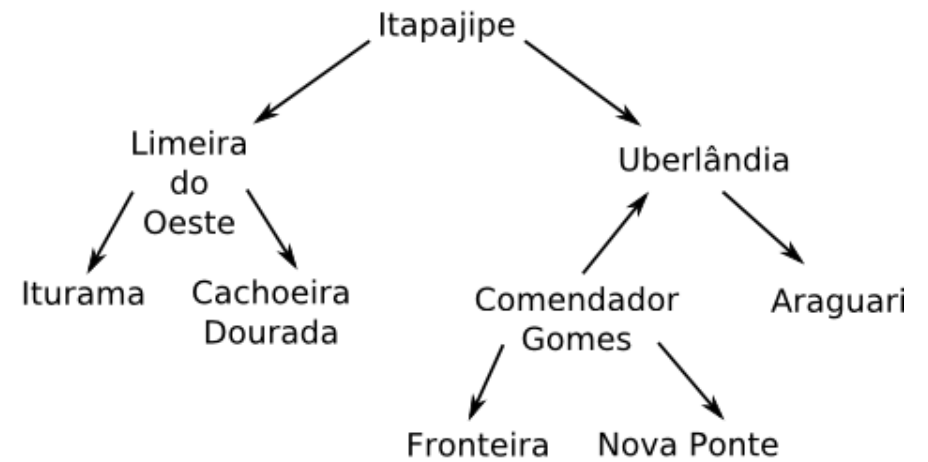 Itapajipe
Limeira
do
Oeste
Uberlândia
Iturama
Cachoeira
Dourada
Comendador
Gomes
Araguari
Fronteira
Nova Ponte